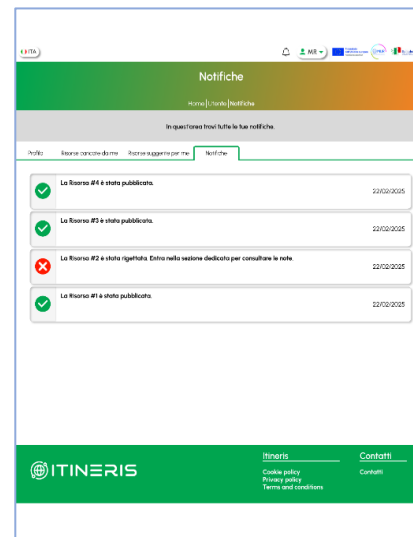 ITA
MR
Notifiche
Home | Utente | Notifiche
In quest'area trovi tutte le tue notifiche.
Profilo Risorse caricate da me Risorse suggerite per me Notifiche
La Risorsa #4 è stata pubblicata.
22/02/2025
La Risorsa #3 è stata pubblicata.
22/02/2025
La Risorsa #2 è stata rigettata. Entra nella sezione dedicata per consultare le note.
22/02/2025
La Risorsa #1 è stata pubblicata.
22/02/2025
ITINERIS
Itineris
Cookie policy
Privacy policy
Terms and conditions
Contatti
Contatti